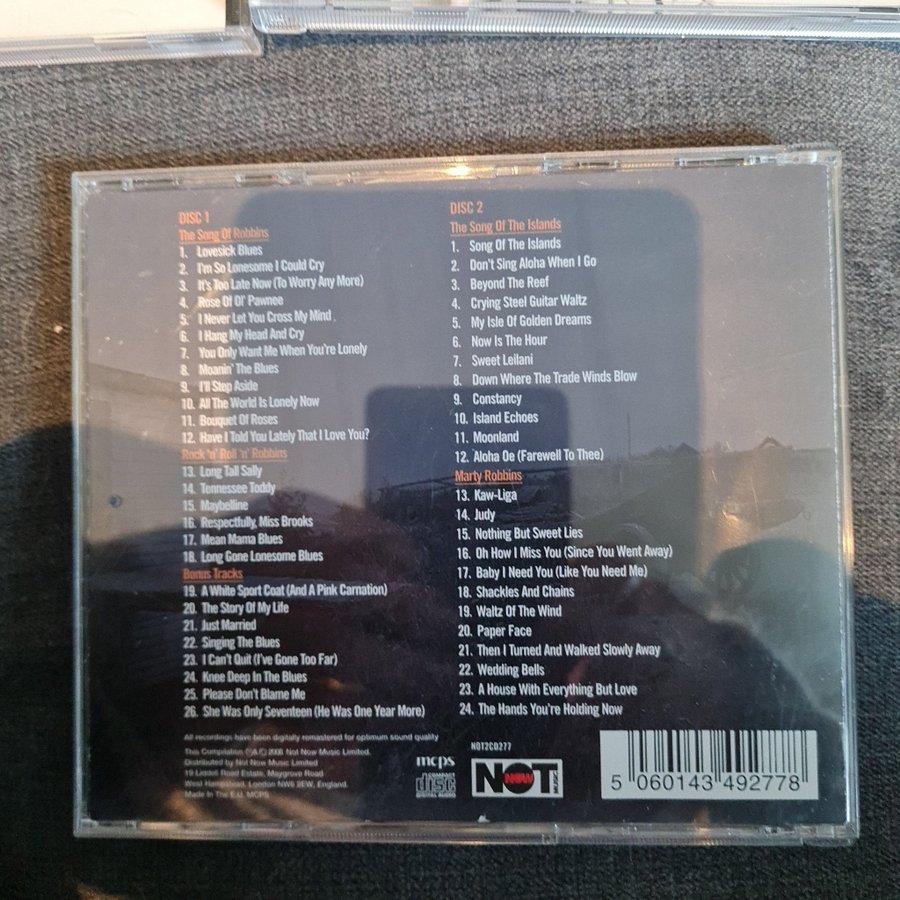 DISC 1
The Song Of Robbins
1. Lovesick Blues
2. I'm So Lonesome I Could Cry
3. It's Too Late Now (To Worry Any More)
4. Rose Of Ol' Pawnee
5. I Never Let You Cross My Mind
6. I Hang My Head And Cry
7. You Only Want Me When You're Lonely
8. Moanin' The Blues
9. I'll Step Aside
10. All The World Is Lonely Now
11. Bouquet Of Roses
12. Have I Told You Lately That I Love You?
Rock 'n' Roll 'n' Robbins
13. Long Tall Sally
14. Tennessee Toddy
15. Maybelline
16. Respectfully, Miss Brooks
17. Mean Mama Blues
18. Long Gone Lonesome Blues
Bonus Tracks
19. A White Sport Coat (And A Pink Carnation)
20. The Story Of My Life
21. Just Married
22. Singing The Blues
23. I Can't Quit (I've Gone Too Far)
24. Knee Deep In The Blues
25. Please Don't Blame Me
26. She Was Only Seventeen (He Was One Year More)
DISC 2
The Song Of The Islands
1. Song Of The Islands
2. Don't Sing Aloha When I Go
3. Beyond The Reef
4. Crying Steel Guitar Waltz
5. My Isle Of Golden Dreams
6. Now Is The Hour
7. Sweet Leilani
8. Down Where The Trade Winds Blow
9. Constancy
10. Island Echoes
11. Moonland
12. Aloha Oe (Farewell To Thee)
Marty Robbins
13. Kaw-Liga
14. Judy
15. Nothing But Sweet Lies
16. Oh How I Miss You (Since You Went Away)
17. Baby I Need You (Like You Need Me)
18. Shackles And Chains
19. Waltz Of The Wind
20. Paper Face
21. Then I Turned And Walked Slowly Away
22. Wedding Bells
23. A House With Everything But Love
24. The Hands You're Holding Now
All recordings have been digitally remastered for optimum sound quality
This Compilation ℗&© 2008 Not Now Music Limited.
Distributed by Not Now Music Limited
19 Liddell Road Estate, Maygrove Road
West Hampstead, London NW6 2EW, England.
Made In The E.U. MCPS
mcps
COMPACT
disc
DIGITAL AUDIO
NOT2CD277
NOT NOW MUSIC
5 060143 492778